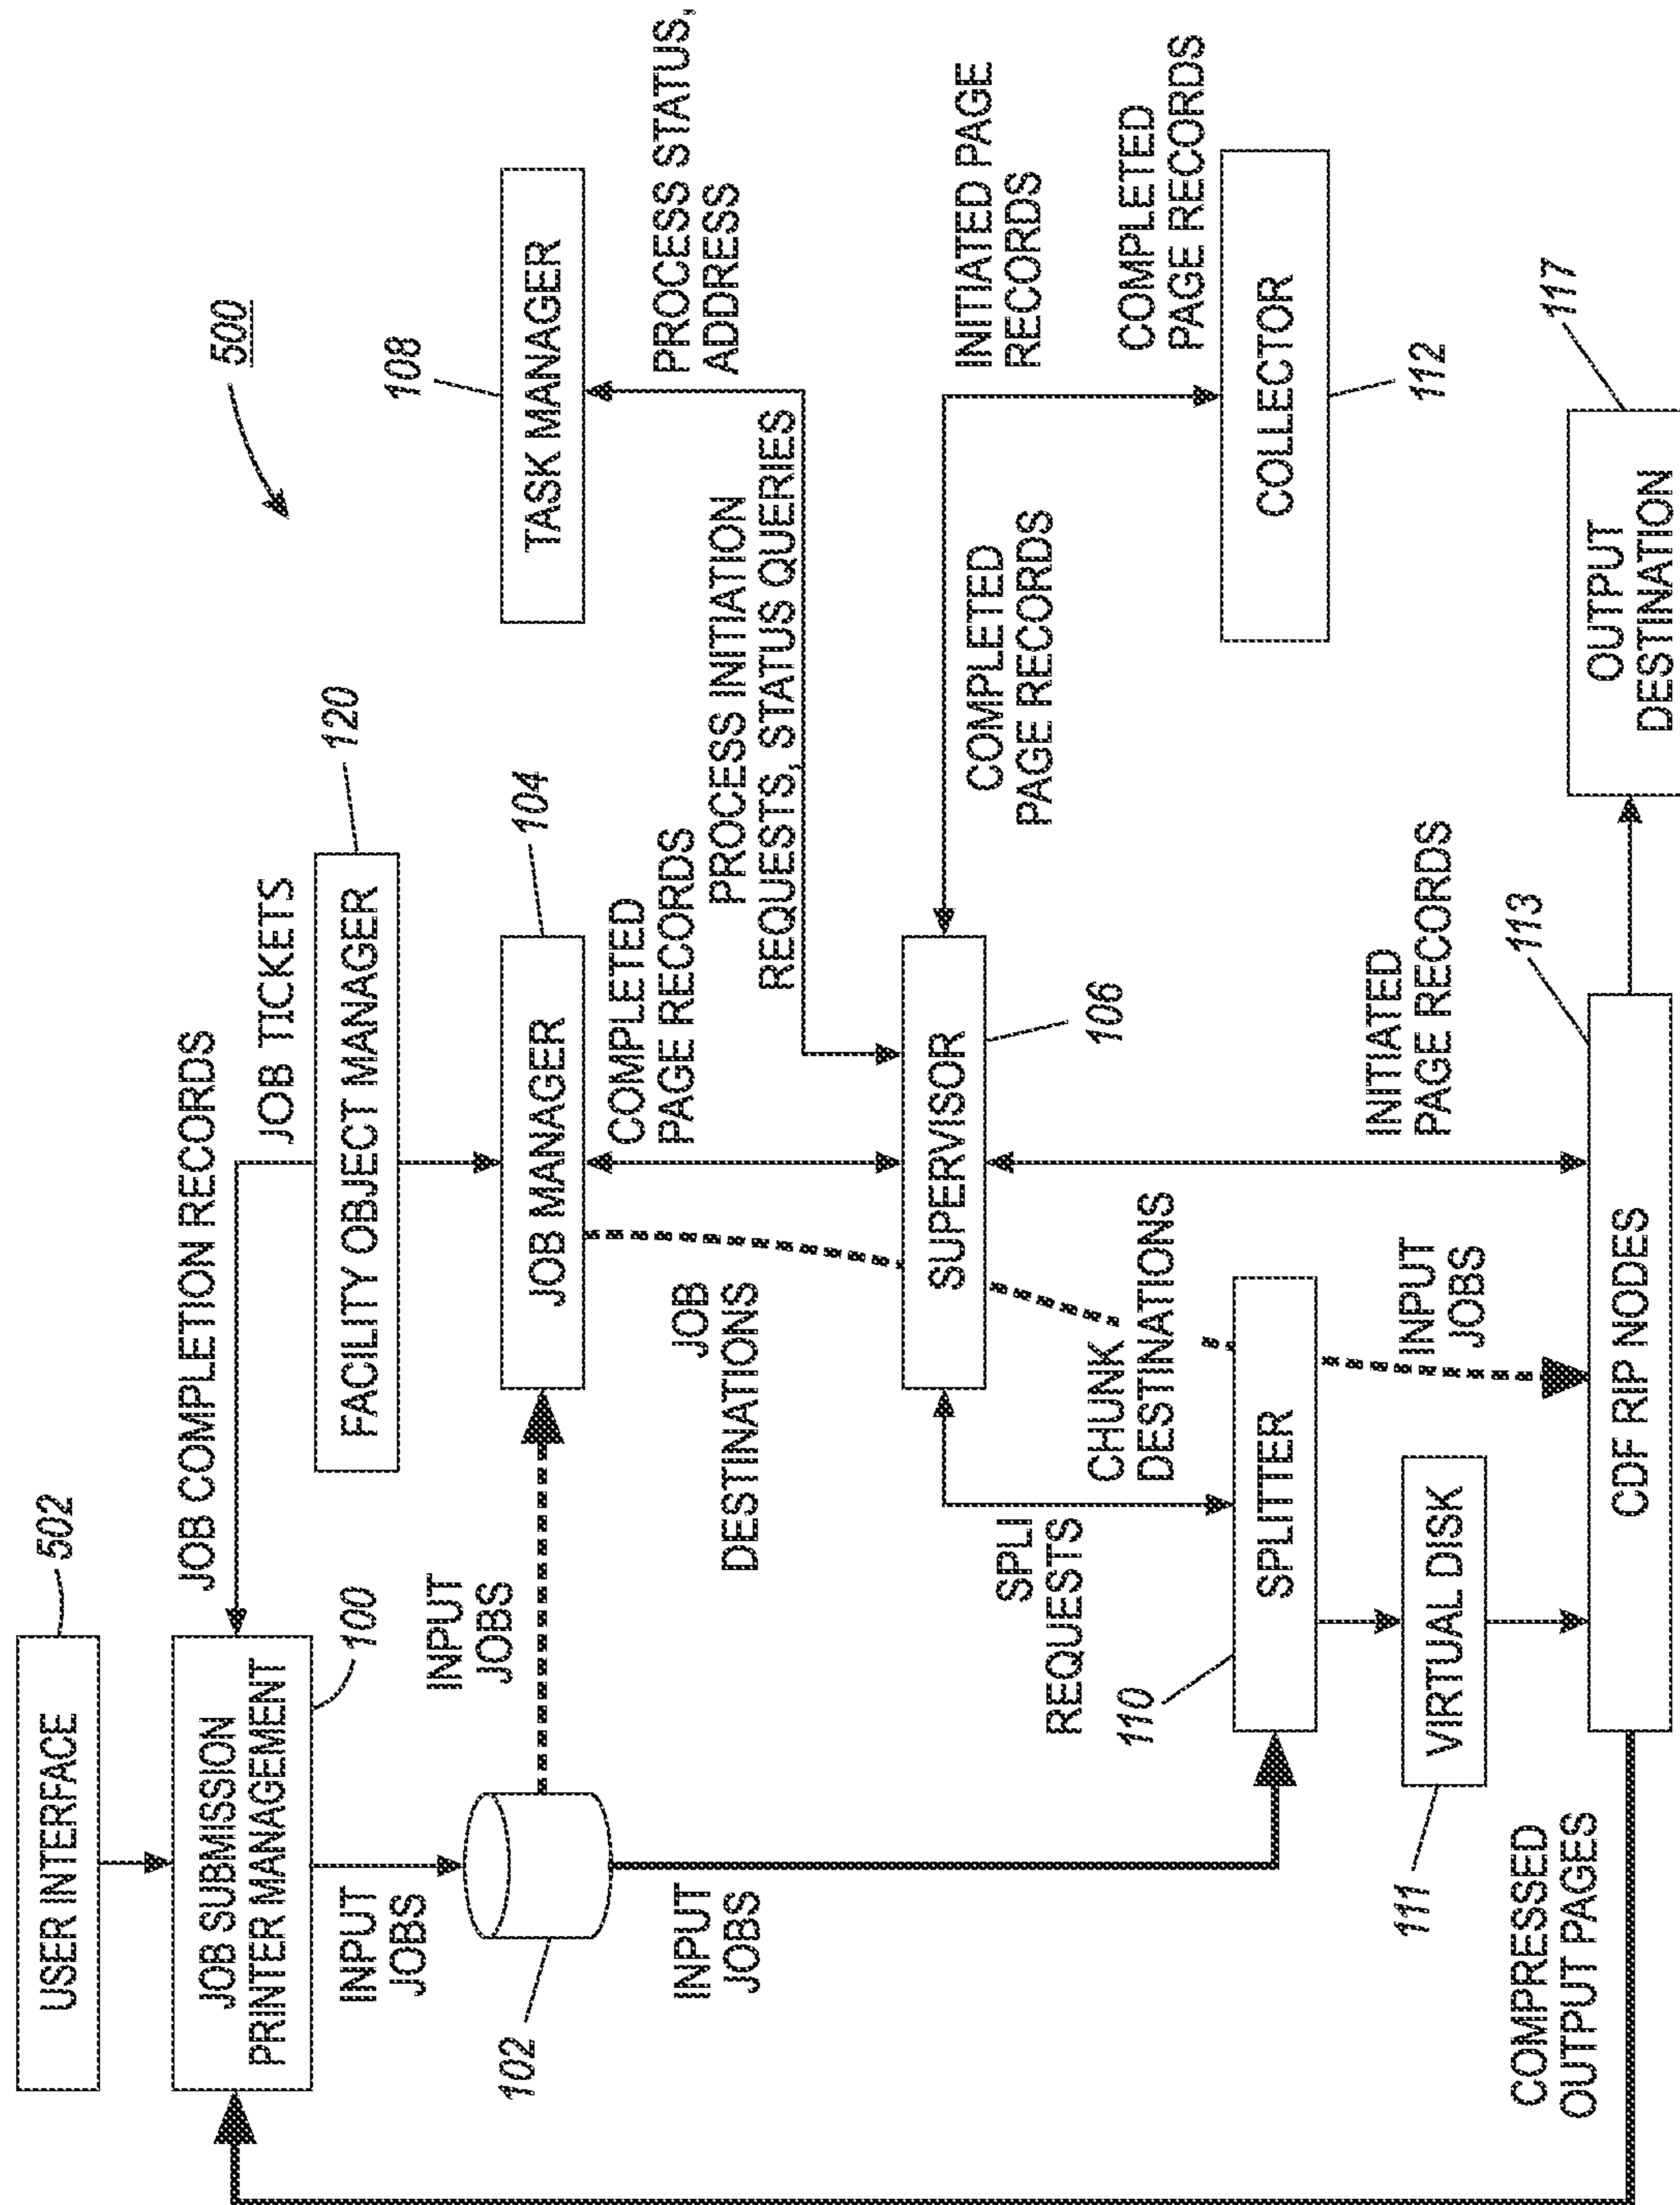 500
USER INTERFACE
502
JOB SUBMISSION
PRINTER MANAGEMENT
100
JOB COMPLETION RECORDS
JOB TICKETS
FACILITY OBJECT MANAGER
120
INPUT
JOBS
102
INPUT
JOBS
JOB MANAGER
104
TASK MANAGER
108
PROCESS STATUS,
ADDRESS
COMPLETED
PAGE RECORDS
PROCESS INITIATION
REQUESTS, STATUS QUERIES
INPUT
JOBS
JOB
DESTINATIONS
SUPERVISOR
106
COMPLETED
PAGE RECORDS
INITIATED PAGE
RECORDS
SPLI
REQUESTS
CHUNK
DESTINATIONS
COMPLETED
PAGE RECORDS
COLLECTOR
112
110
SPLITTER
INPUT
JOBS
INITIATED
PAGE RECORDS
111
VIRTUAL DISK
113
117
COMPRESSED
OUTPUT PAGES
CDF RIP NODES
OUTPUT
DESTINATION